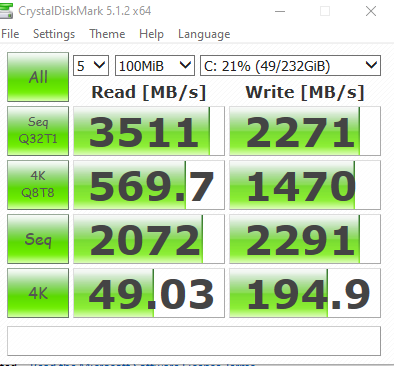 CrystalDiskMark 5.1.2 x64
File Settings Theme Help Language
All 5 100MiB C: 21% (49/232GiB)
Read [MB/s] Write [MB/s]
Seq Q32T1 3511 2271
4K Q8T8 569.7 1470
Seq 2072 2291
4K 49.03 194.9